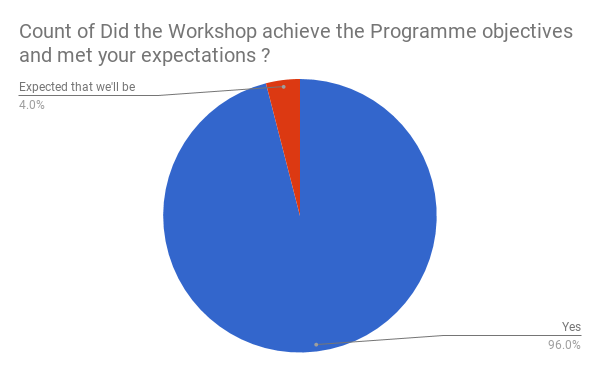 Count of Did the Workshop achieve the Programme objectives
and met your expectations ?
Expected that we'll be
4.0%
Yes
96.0%